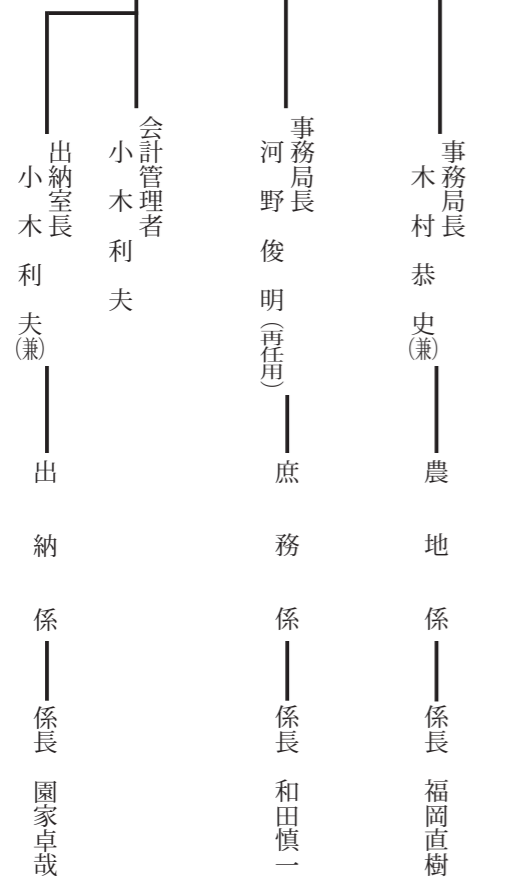 事務局長
木村恭史(兼)
農地係
係長 福岡直樹
事務局長
河野俊明(再任用)
庶務係
係長 和田慎一
会計管理者
小木利夫
出納室長
小木利夫(兼)
出納係
係長 園家卓哉